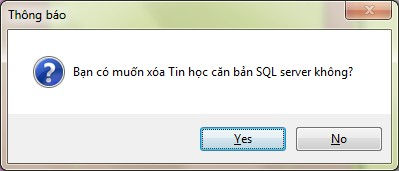 Thông báo
Bạn có muốn xóa Tin học căn bản SQL server không?
Yes
No